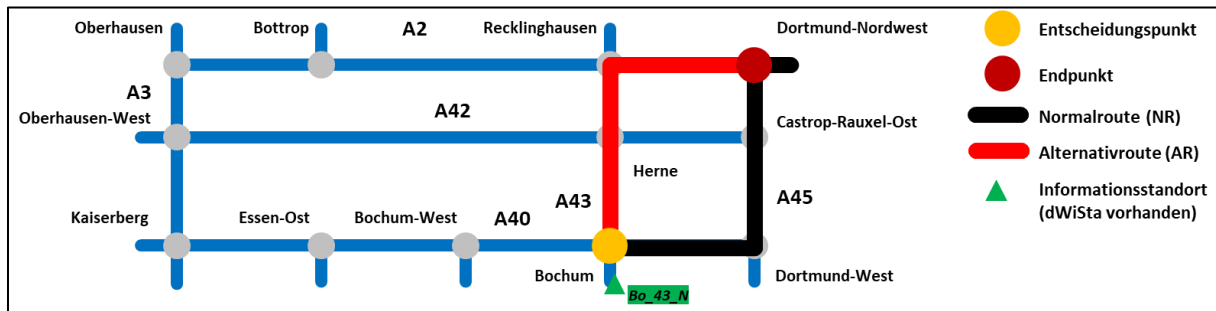 Oberhausen
Bottrop
A2
Recklinghausen
Dortmund-Nordwest
A3
Oberhausen-West
A42
Castrop-Rauxel-Ost
Herne
A43
A45
Kaiserberg
Essen-Ost
Bochum-West
A40
Bochum
Dortmund-West
Bo_43_N
Entscheidungspunkt
Endpunkt
Normalroute (NR)
Alternativroute (AR)
Informationsstandort
(dWiSta vorhanden)